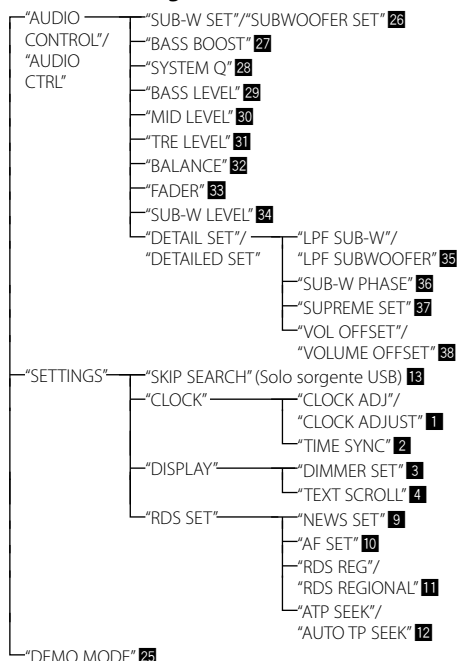 “AUDIO
CONTROL”/
“AUDIO
CTRL”
“SUB-W SET”/“SUBWOOFER SET” 26
“BASS BOOST” 27
“SYSTEM Q” 28
“BASS LEVEL” 29
“MID LEVEL” 30
“TRE LEVEL” 31
“BALANCE” 32
“FADER” 33
“SUB-W LEVEL” 34
“DETAIL SET”/
“DETAILED SET”
“LPF SUB-W”/
“LPF SUBWOOFER” 35
“SUB-W PHASE” 36
“SUPREME SET” 37
“VOL OFFSET”/
“VOLUME OFFSET” 38
“SETTINGS”
“SKIP SEARCH” (Solo sorgente USB) 13
“CLOCK”
“CLOCK ADJ”/
“CLOCK ADJUST” 1
“TIME SYNC” 2
“DISPLAY”
“DIMMER SET” 3
“TEXT SCROLL” 4
“RDS SET”
“NEWS SET” 9
“AF SET” 10
“RDS REG”/
“RDS REGIONAL” 11
“ATP SEEK”/
“AUTO TP SEEK” 12
“DEMO MODE” 25